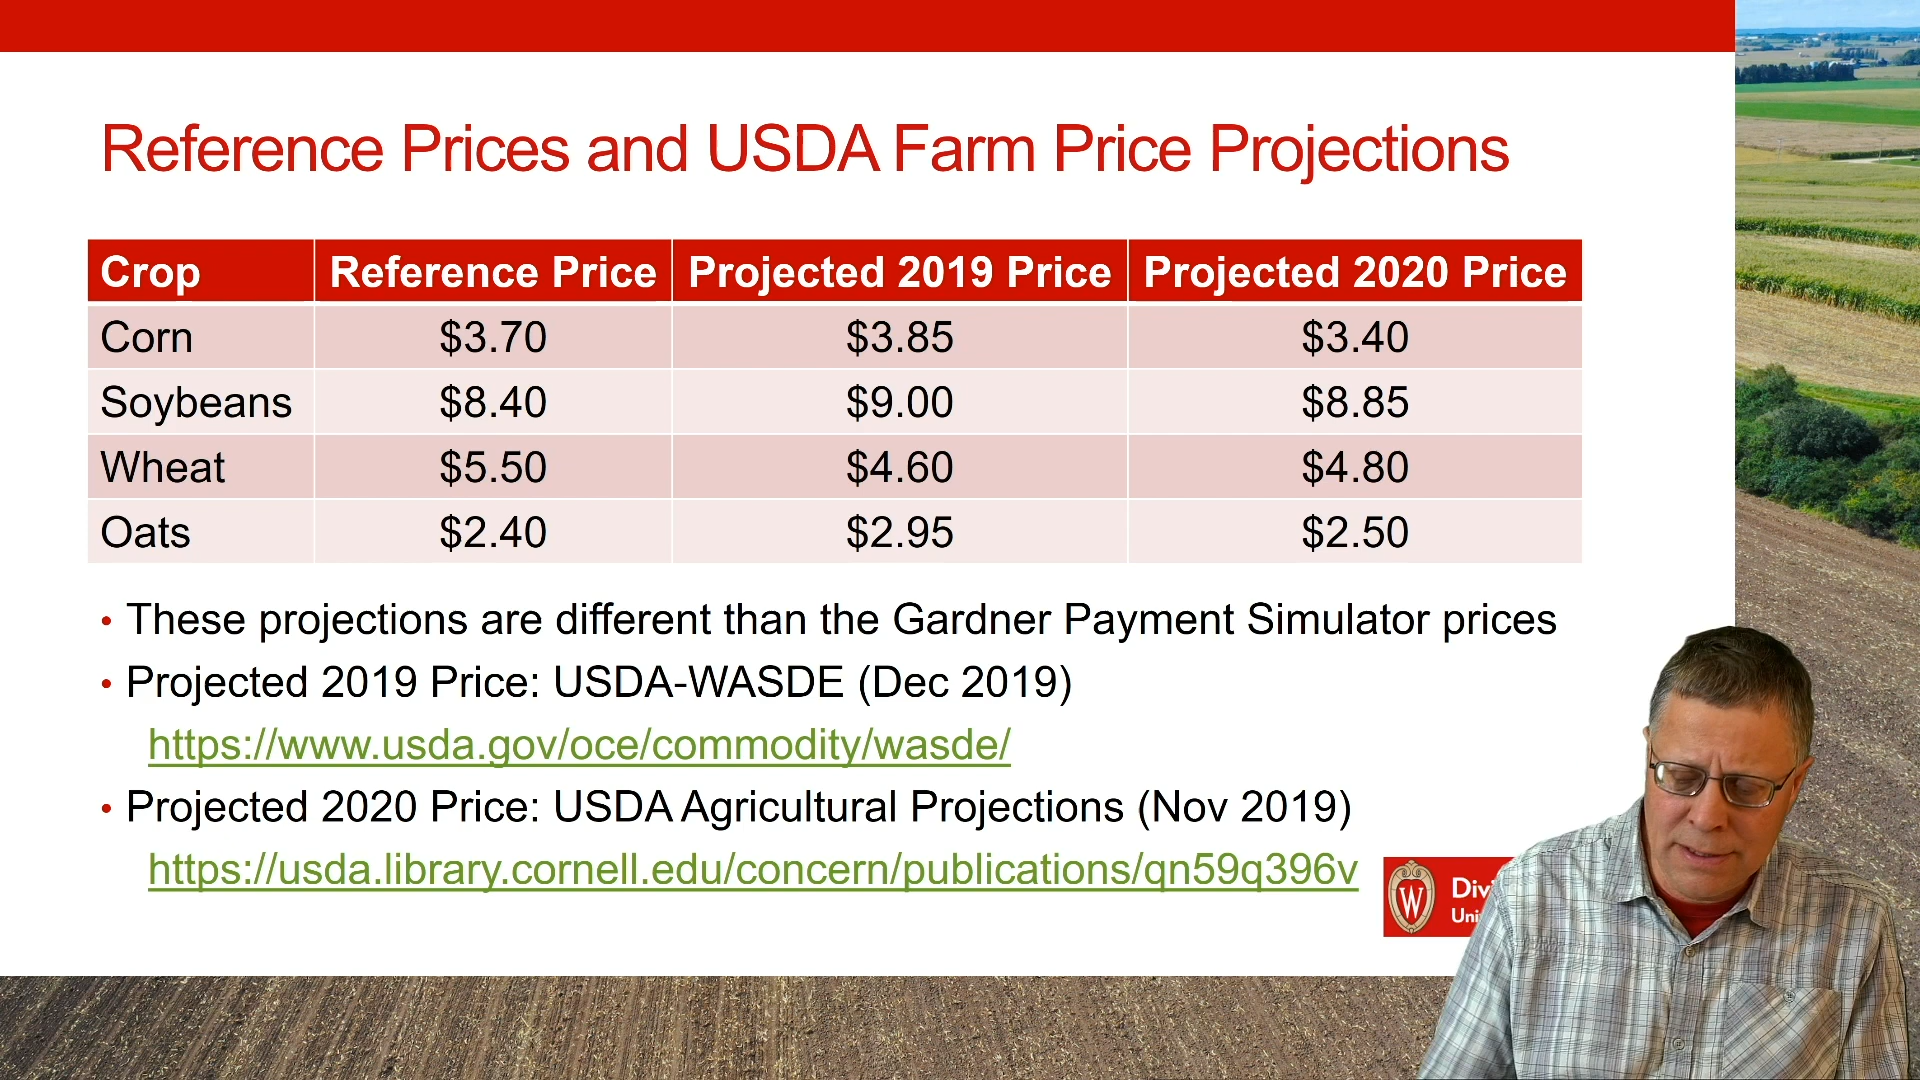 Reference Prices and USDA Farm Price Projections
Crop Reference Price Projected 2019 Price Projected 2020 Price
Corn $3.70 $3.85 $3.40
Soybeans $8.40 $9.00 $8.85
Wheat $5.50 $4.60 $4.80
Oats $2.40 $2.95 $2.50
• These projections are different than the Gardner Payment Simulator prices
• Projected 2019 Price: USDA-WASDE (Dec 2019)
https://www.usda.gov/oce/commodity/wasde/
• Projected 2020 Price: USDA Agricultural Projections (Nov 2019)
https://usda.library.cornell.edu/concern/publications/qn59q396v
W